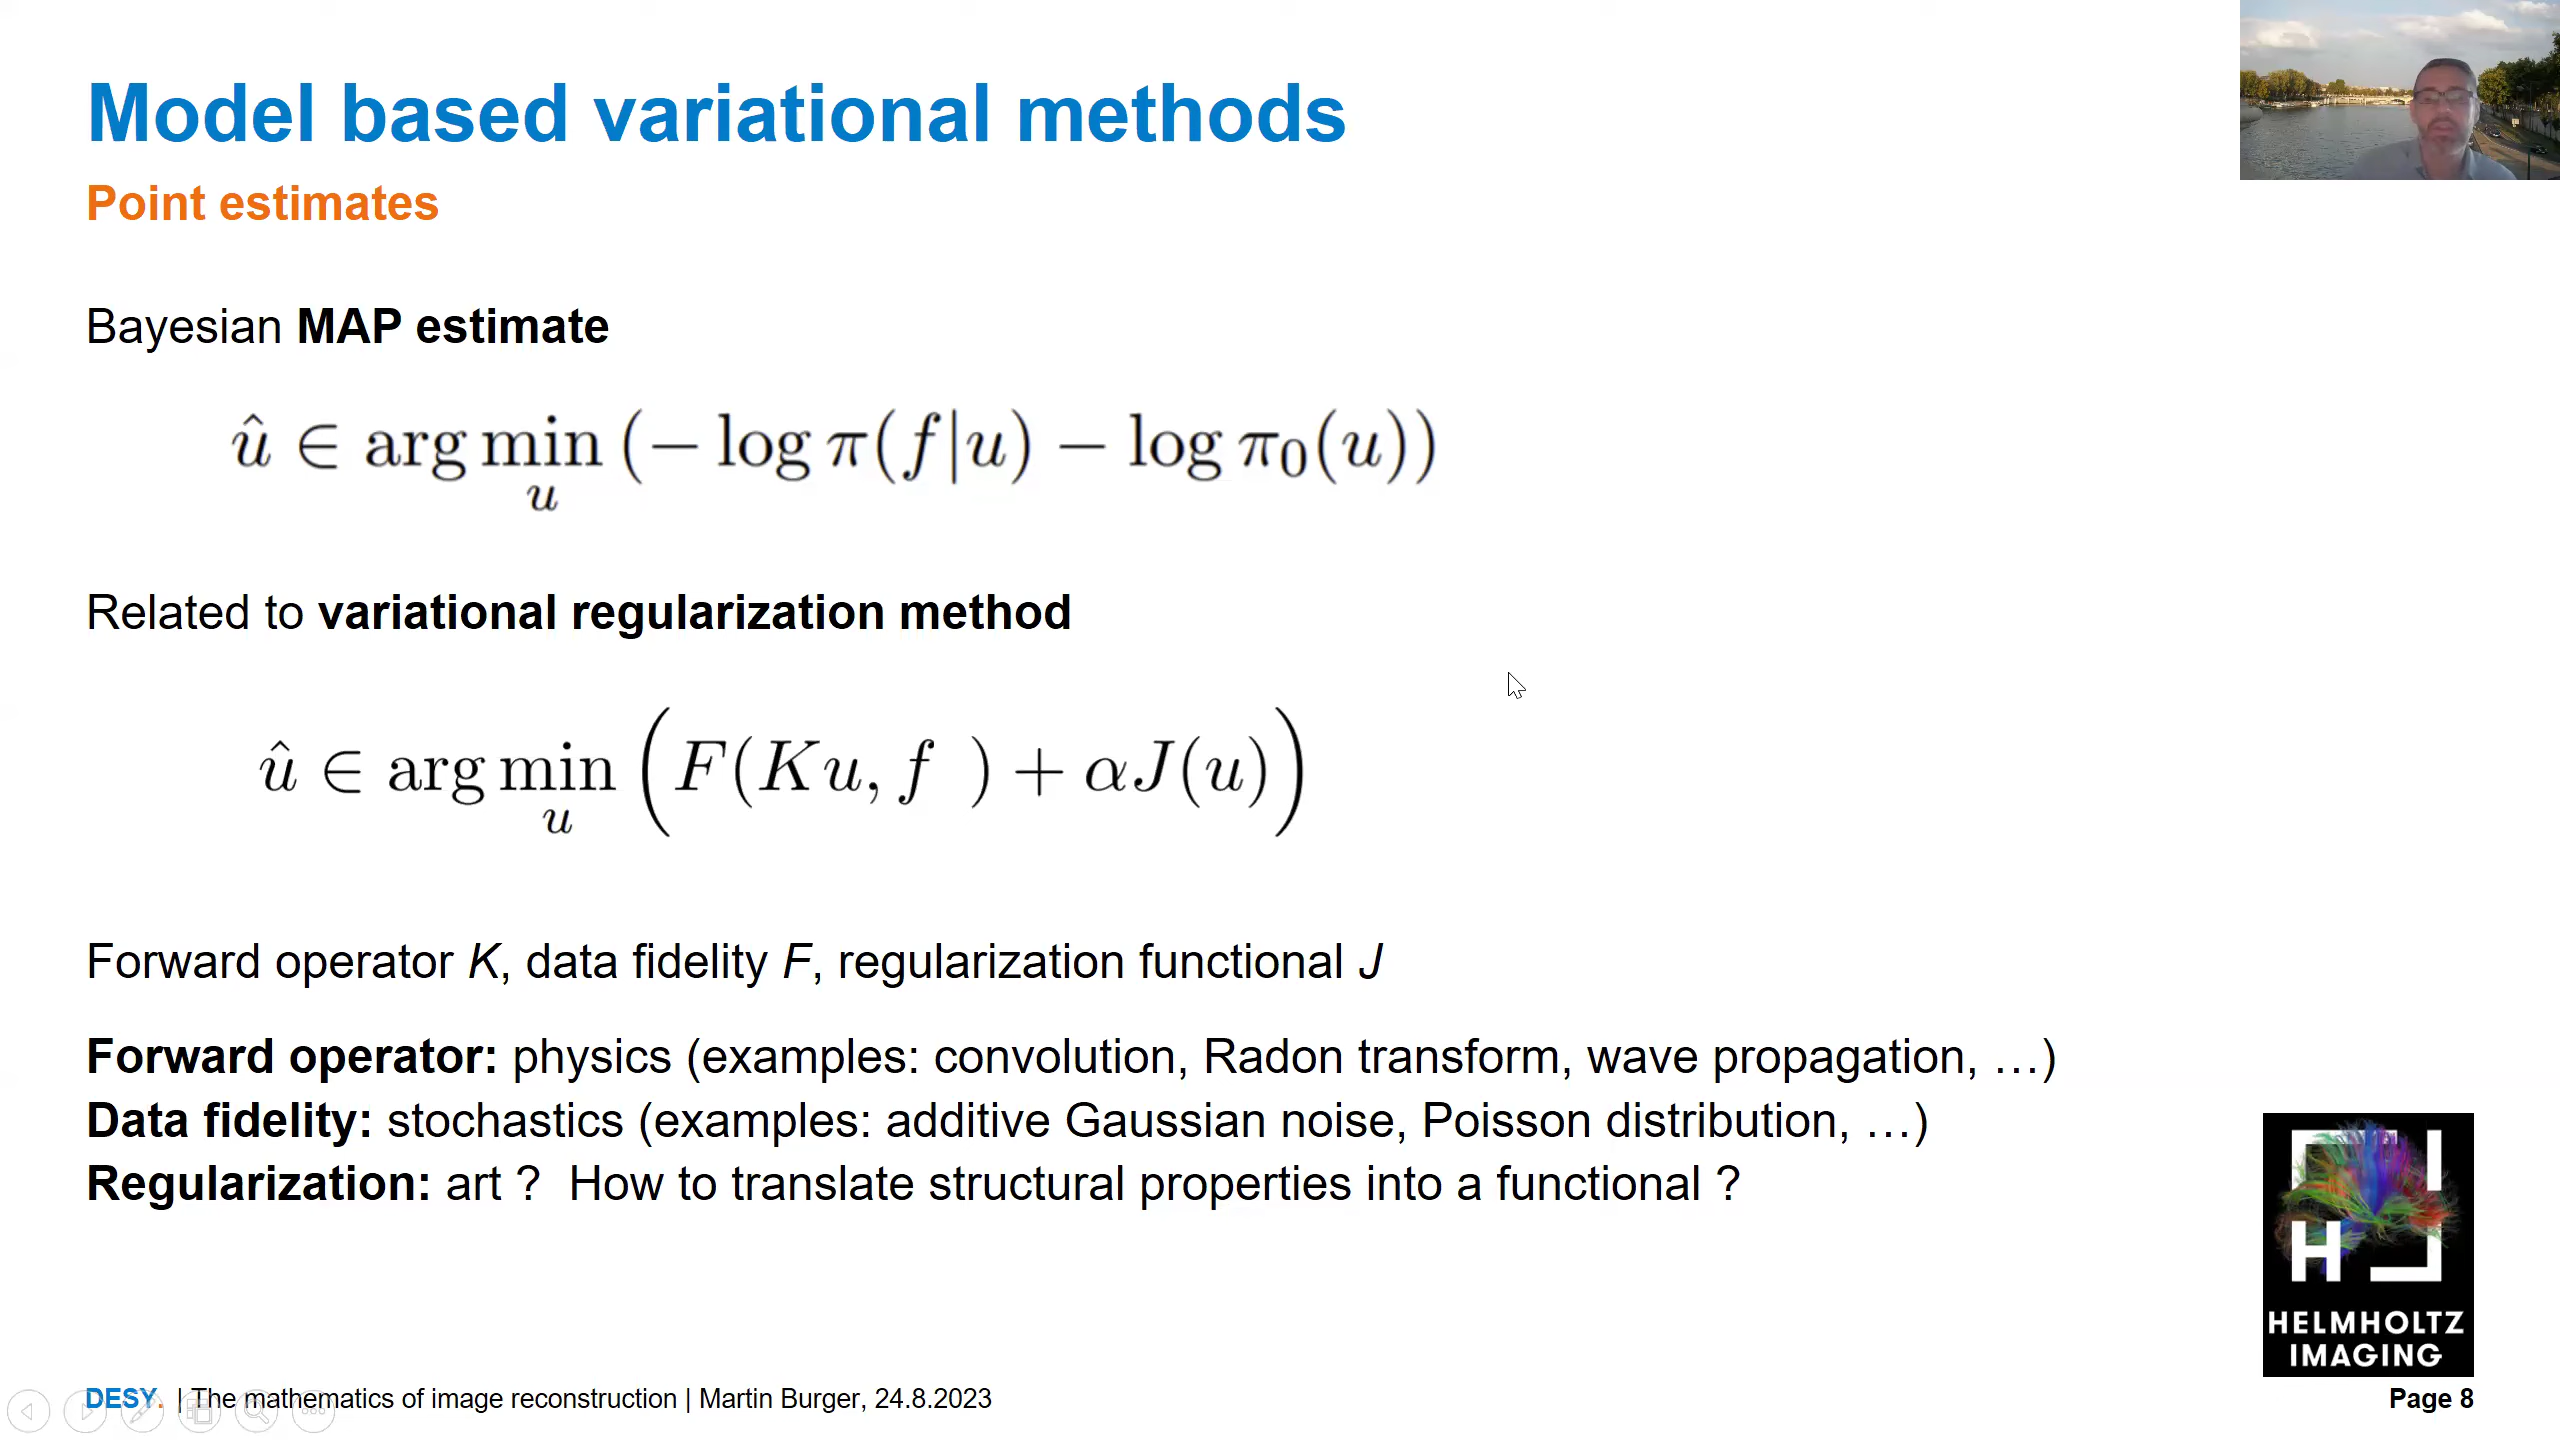 Model based variational methods
Point estimates
Bayesian MAP estimate
û ∈ arg min_u (− log π(f|u) − log π₀(u))
Related to variational regularization method
û ∈ arg min_u (F(Ku, f ) + αJ(u))
Forward operator K, data fidelity F, regularization functional J
Forward operator: physics (examples: convolution, Radon transform, wave propagation, …)
Data fidelity: stochastics (examples: additive Gaussian noise, Poisson distribution, …)
Regularization: art ? How to translate structural properties into a functional ?
H
HELMHOLTZ
IMAGING
DESY. | The mathematics of image reconstruction | Martin Burger, 24.8.2023
Page 8